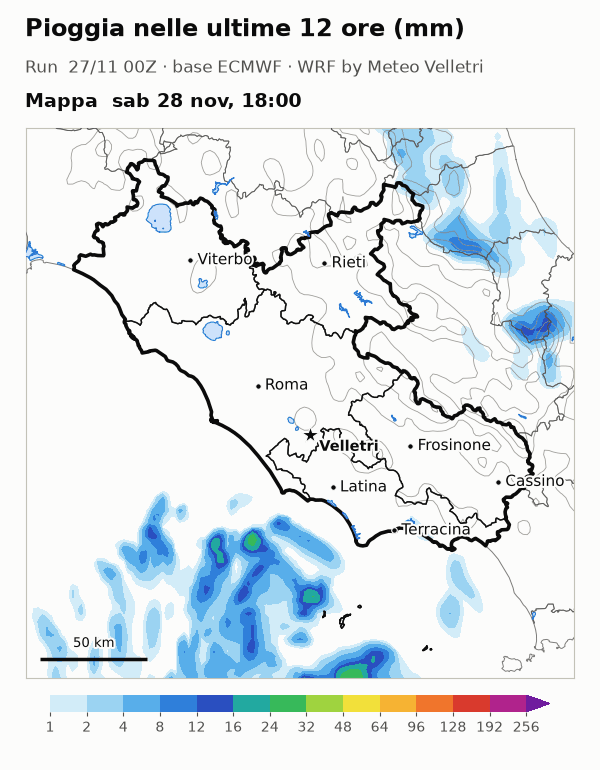 Pioggia nelle ultime 12 ore (mm)
Run  27/11 00Z · base ECMWF · WRF by Meteo Velletri
Mappa  sab 28 nov, 18:00
Viterbo
Rieti
Roma
Velletri
Frosinone
Latina
Cassino
Terracina
50 km
1 2 4 8 12 16 24 32 48 64 96 128 192 256